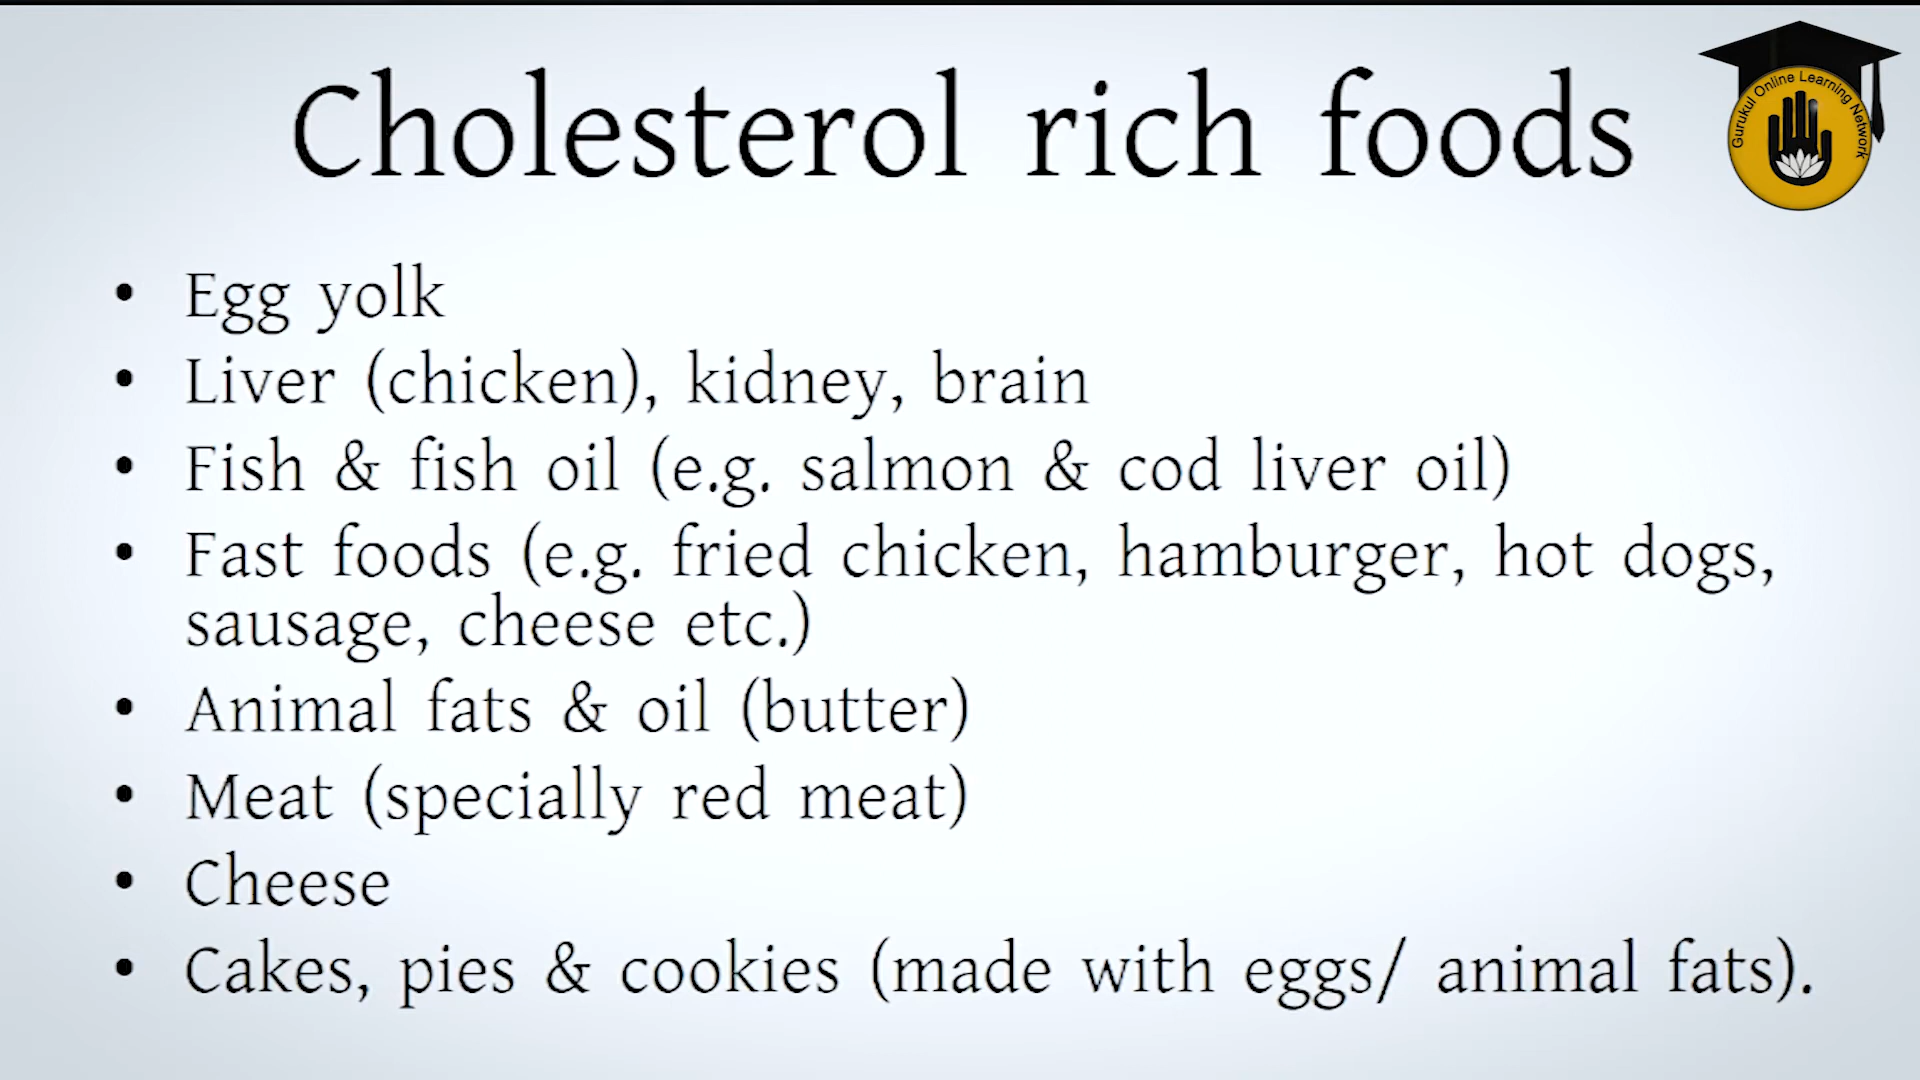 Cholesterol rich foods
Gurukul Online Learning Network
• Egg yolk
• Liver (chicken), kidney, brain
• Fish & fish oil (e.g. salmon & cod liver oil)
• Fast foods (e.g. fried chicken, hamburger, hot dogs,
sausage, cheese etc.)
• Animal fats & oil (butter)
• Meat (specially red meat)
• Cheese
• Cakes, pies & cookies (made with eggs/ animal fats).